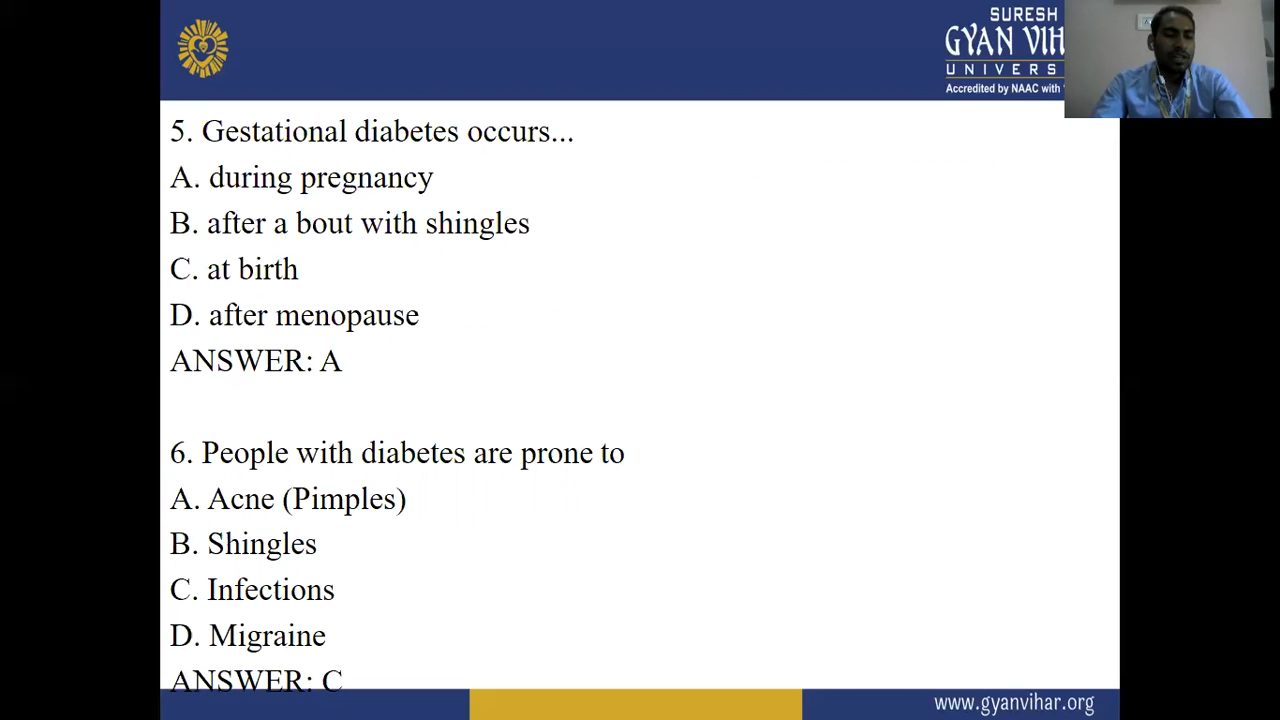 SURESH
GYAN VIH
UNIVERS
Accredited by NAAC with
5. Gestational diabetes occurs...
A. during pregnancy
B. after a bout with shingles
C. at birth
D. after menopause
ANSWER: A
6. People with diabetes are prone to
A. Acne (Pimples)
B. Shingles
C. Infections
D. Migraine
ANSWER: C
www.gyanvihar.org